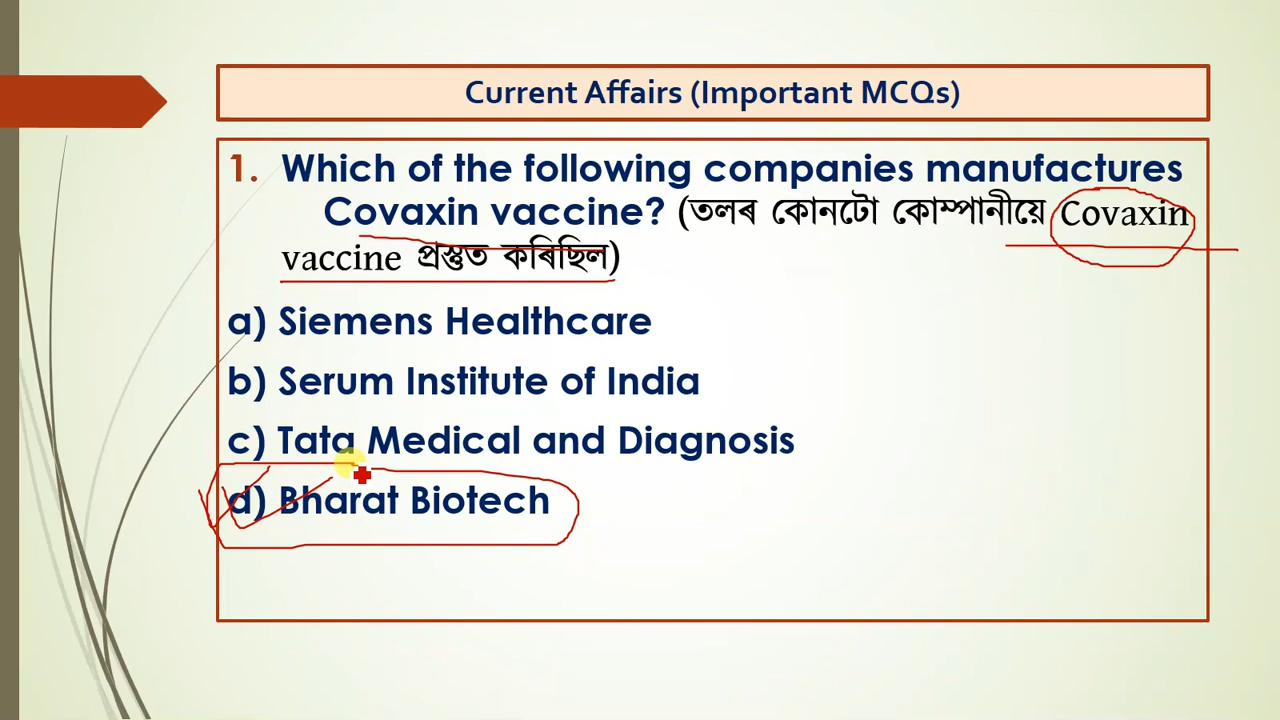 Current Affairs (Important MCQs)
1. Which of the following companies manufactures
Covaxin vaccine? (তলৰ কোনটো কোম্পানীয়ে Covaxin
vaccine প্ৰস্তুত কৰিছিল)
a) Siemens Healthcare
b) Serum Institute of India
c) Tata Medical and Diagnosis
d) Bharat Biotech